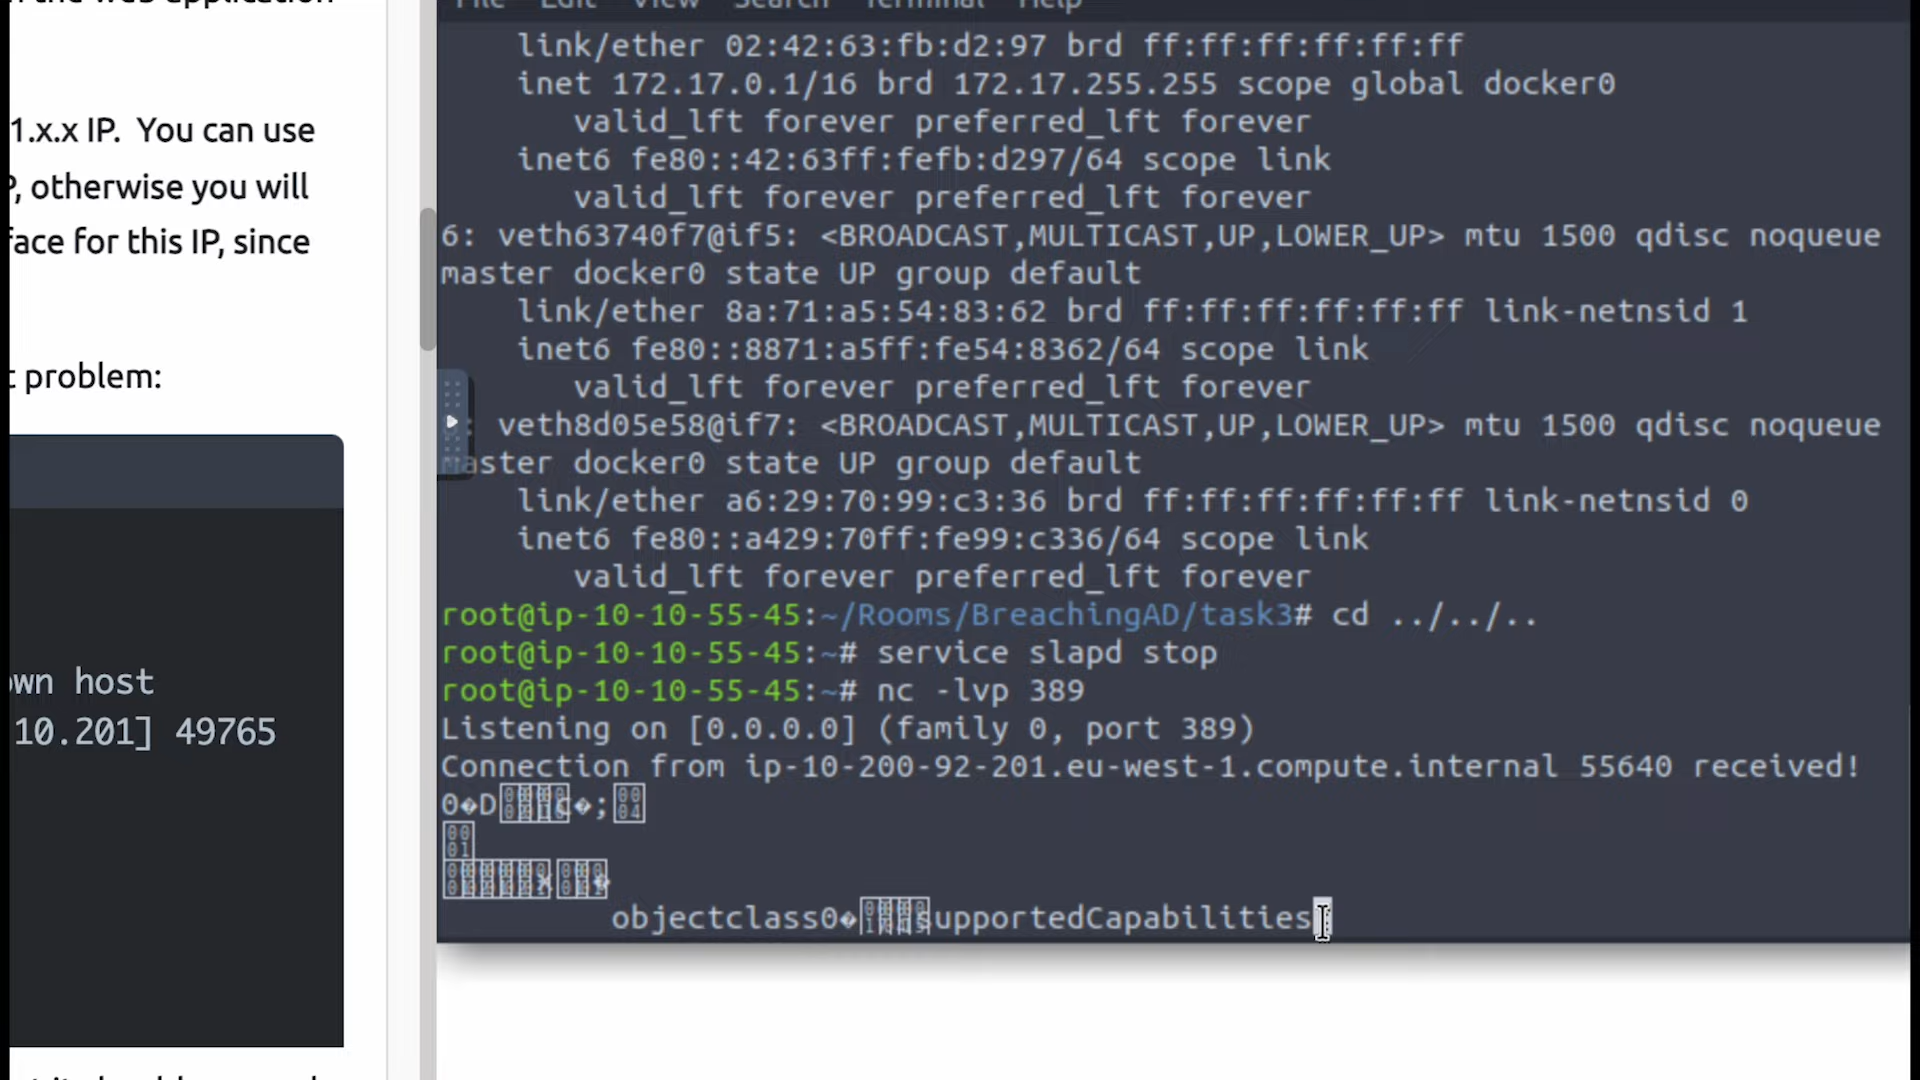 1.x.x IP. You can use
P, otherwise you will
face for this IP, since
problem:
own host
10.201] 49765
File Edit View Search Terminal Help
link/ether 02:42:63:fb:d2:97 brd ff:ff:ff:ff:ff:ff
inet 172.17.0.1/16 brd 172.17.255.255 scope global docker0
valid_lft forever preferred_lft forever
inet6 fe80::42:63ff:fefb:d297/64 scope link
valid_lft forever preferred_lft forever
6: veth63740f7@if5: <BROADCAST,MULTICAST,UP,LOWER_UP> mtu 1500 qdisc noqueue
master docker0 state UP group default
link/ether 8a:71:a5:54:83:62 brd ff:ff:ff:ff:ff:ff link-netnsid 1
inet6 fe80::8871:a5ff:fe54:8362/64 scope link
valid_lft forever preferred_lft forever
: veth8d05e58@if7: <BROADCAST,MULTICAST,UP,LOWER_UP> mtu 1500 qdisc noqueue
master docker0 state UP group default
link/ether a6:29:70:99:c3:36 brd ff:ff:ff:ff:ff:ff link-netnsid 0
inet6 fe80::a429:70ff:fe99:c336/64 scope link
valid_lft forever preferred_lft forever
root@ip-10-10-55-45:~/Rooms/BreachingAD/task3# cd ../../..
root@ip-10-10-55-45:~# service slapd stop
root@ip-10-10-55-45:~# nc -lvp 389
Listening on [0.0.0.0] (family 0, port 389)
Connection from ip-10-200-92-201.eu-west-1.compute.internal 55640 received!
0�D c�;
x �
objectclass0� supportedCapabilities